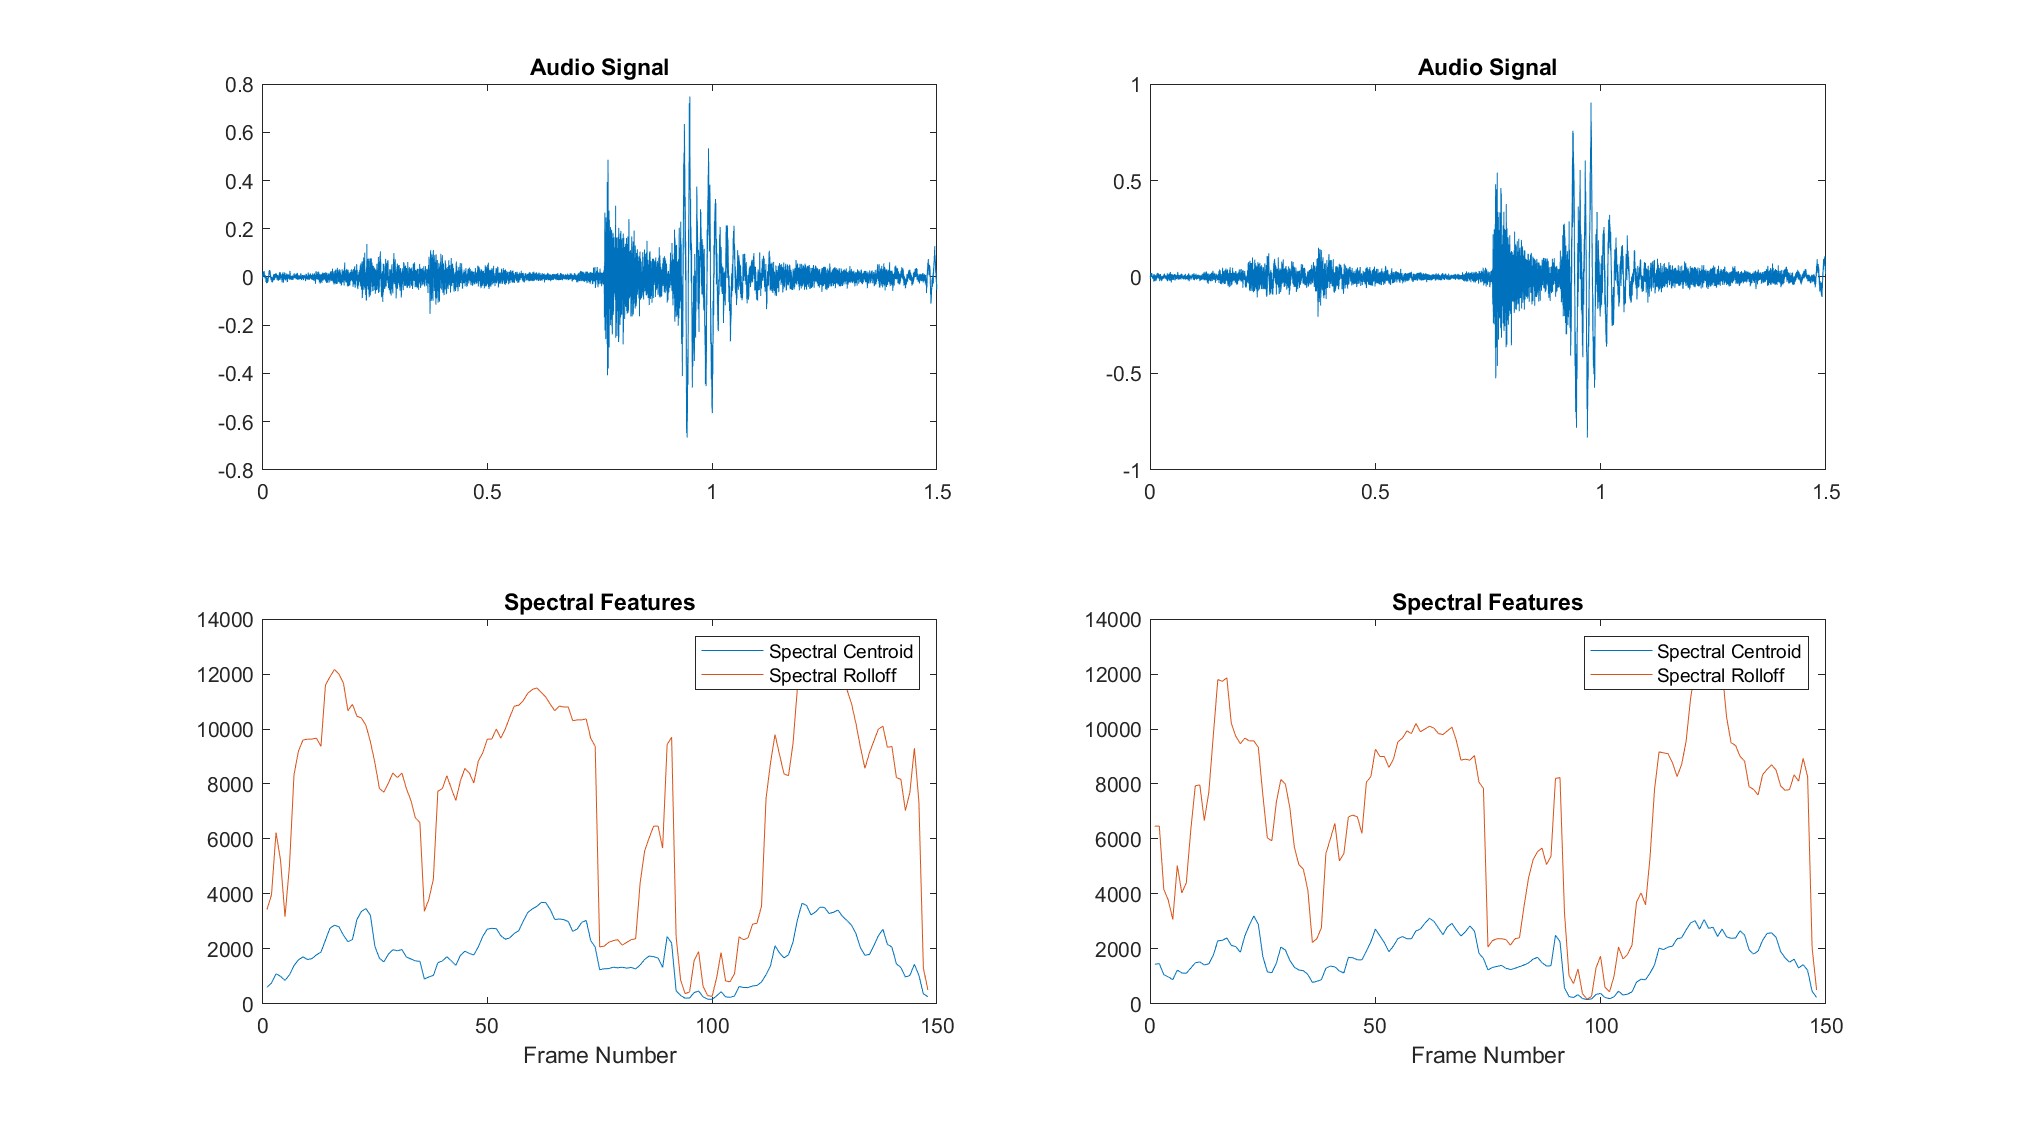 Audio Signal
0.8
0.6
0.4
0.2
0
-0.2
-0.4
-0.6
-0.8
0 0.5 1 1.5
Audio Signal
1
0.5
0
-0.5
-1
0 0.5 1 1.5
Spectral Features
14000
12000
10000
8000
6000
4000
2000
0
Spectral Centroid
Spectral Rolloff
0 50 100 150
Frame Number
Spectral Features
14000
12000
10000
8000
6000
4000
2000
0
Spectral Centroid
Spectral Rolloff
0 50 100 150
Frame Number